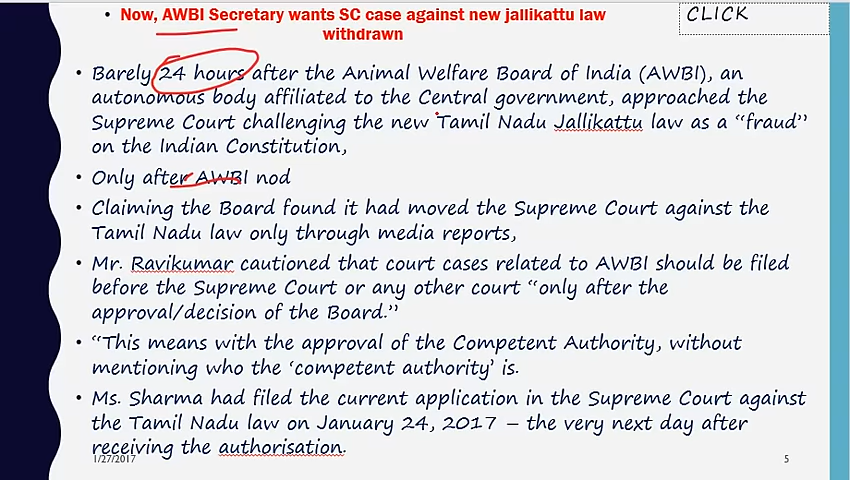 • Now, AWBI Secretary wants SC case against new jallikattu law
withdrawn
CLICK
• Barely 24 hours after the Animal Welfare Board of India (AWBI), an
autonomous body affiliated to the Central government, approached the
Supreme Court challenging the new Tamil Nadu Jallikattu law as a “fraud”
on the Indian Constitution,
• Only after AWBI nod
• Claiming the Board found it had moved the Supreme Court against the
Tamil Nadu law only through media reports,
• Mr. Ravikumar cautioned that court cases related to AWBI should be filed
before the Supreme Court or any other court “only after the
approval/decision of the Board.”
• “This means with the approval of the Competent Authority, without
mentioning who the ‘competent authority’ is.
• Ms. Sharma had filed the current application in the Supreme Court against
the Tamil Nadu law on January 24, 2017 – the very next day after
receiving the authorisation.
1/27/2017
5